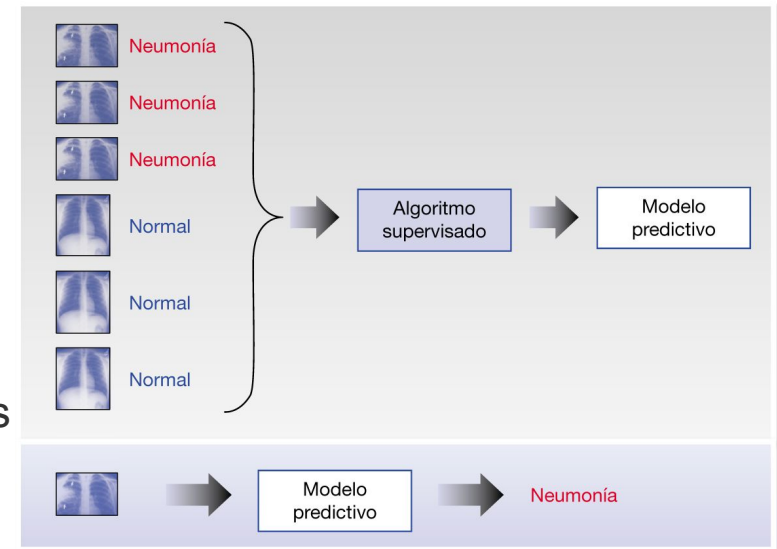 Neumonía
Neumonía
Neumonía
Normal
Normal
Normal
Algoritmo
supervisado
Modelo
predictivo
s
Modelo
predictivo
Neumonía